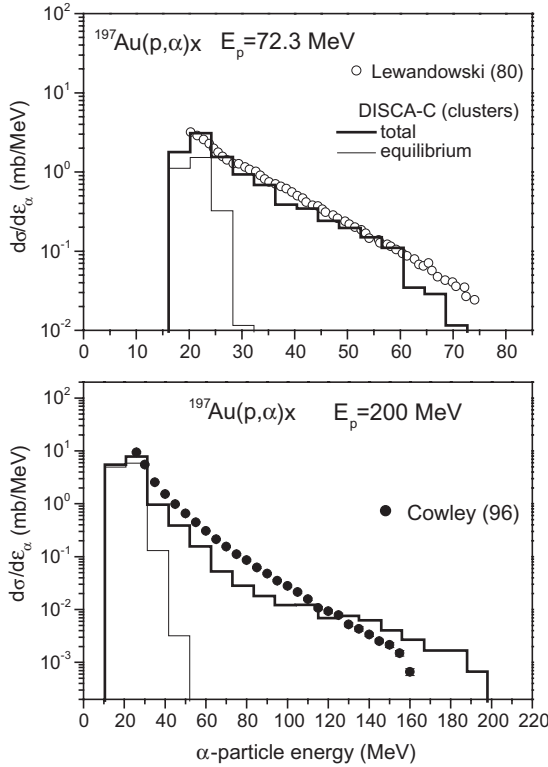 10²
¹⁹⁷Au(p,α)x E_p=72.3 MeV
Lewandowski (80)
DISCA-C (clusters)
total
equilibrium
10¹
10⁰
10⁻¹
10⁻²
dσ/dε_α (mb/MeV)
0 10 20 30 40 50 60 70 80
10²
¹⁹⁷Au(p,α)x E_p=200 MeV
Cowley (96)
10¹
10⁰
10⁻¹
10⁻²
10⁻³
dσ/dε_α (mb/MeV)
0 20 40 60 80 100 120 140 160 180 200 220
α-particle energy (MeV)